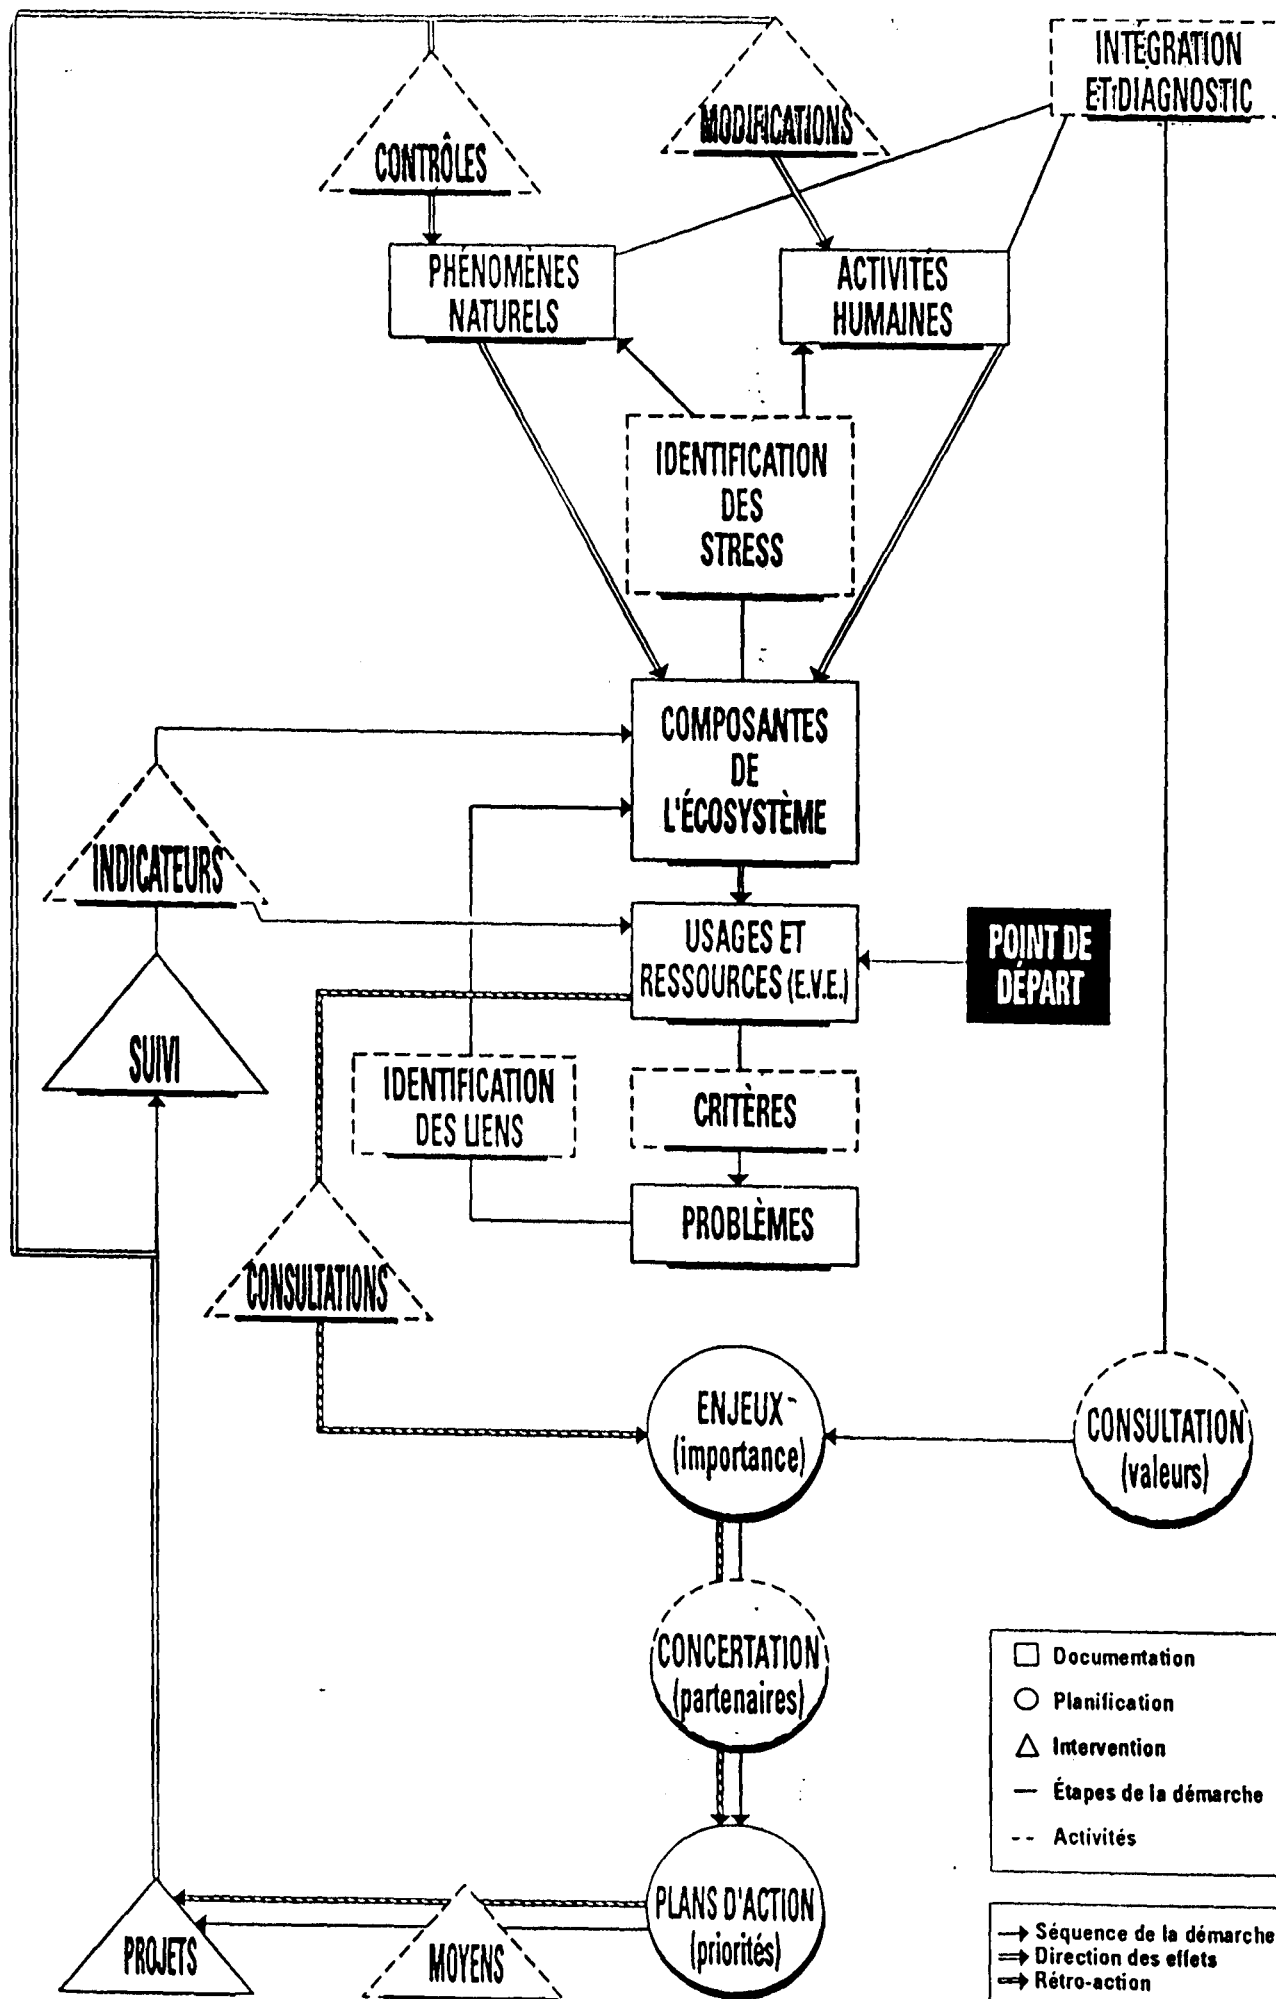 INTÉGRATION
ET DIAGNOSTIC
MODIFICATIONS
CONTRÔLES
PHÉNOMÈNES
NATURELS
ACTIVITÉS
HUMAINES
IDENTIFICATION
DES
STRESS
COMPOSANTES
DE
L'ÉCOSYSTÈME
INDICATEURS
USAGES ET
RESSOURCES (E.V.E.)
POINT DE
DÉPART
SUIVI
IDENTIFICATION
DES LIENS
CRITÈRES
PROBLÈMES
CONSULTATIONS
ENJEUX
(importance)
CONSULTATION
(valeurs)
CONCERTATION
(partenaires)
PLANS D'ACTION
(priorités)
PROJETS
MOYENS
Documentation
Planification
Intervention
Étapes de la démarche
Activités
Séquence de la démarche
Direction des effets
Rétro-action